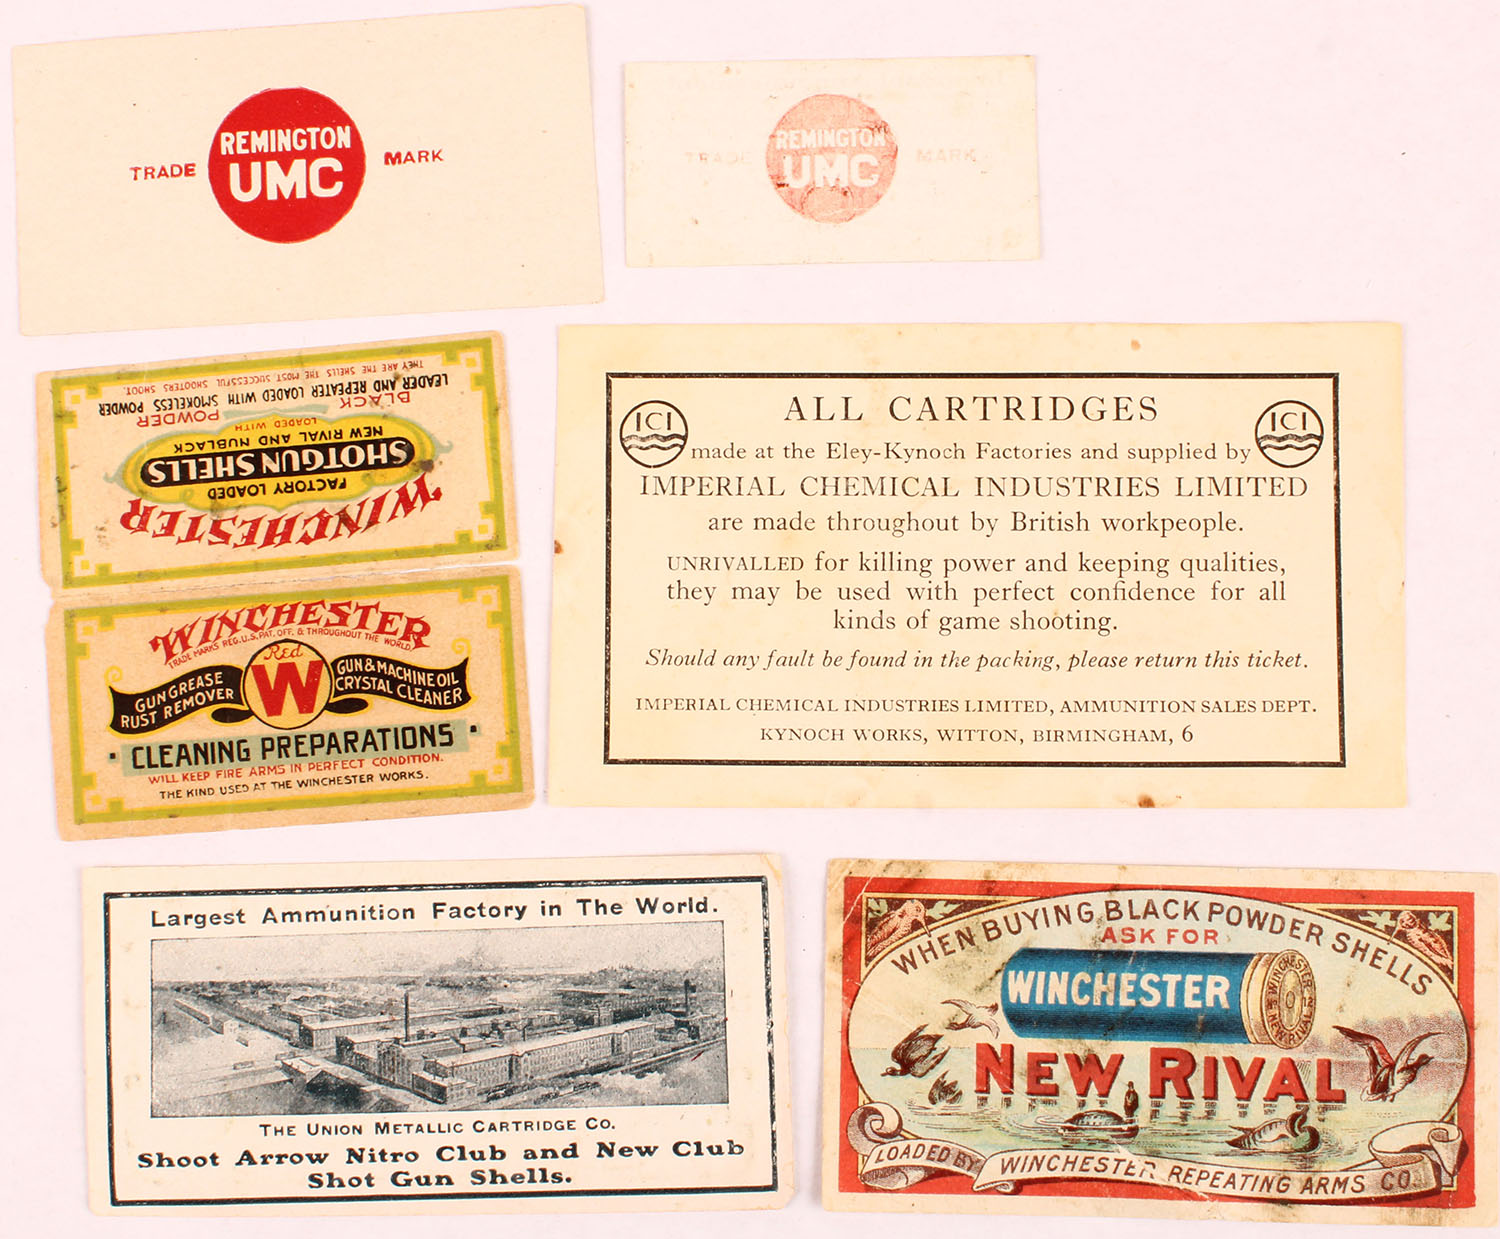 TRADE REMINGTON UMC MARK
TRADE REMINGTON UMC MARK
WINCHESTER
FACTORY LOADED
SHOTGUN SHELLS
NEW RIVAL AND NUBLACK
LOADED WITH
BLACK POWDER
LEADER AND REPEATER LOADED WITH SMOKELESS POWDER
THEY ARE THE SHELLS THE MOST SUCCESSFUL SHOOTERS SHOOT.
WINCHESTER
TRADE MARKS REG. U.S. PAT. OFF. & THROUGHOUT THE WORLD.
Red
W
GUN GREASE
RUST REMOVER
GUN & MACHINE OIL
CRYSTAL CLEANER
· CLEANING PREPARATIONS ·
WILL KEEP FIRE ARMS IN PERFECT CONDITION.
THE KIND USED AT THE WINCHESTER WORKS.
ICI
ICI
ALL CARTRIDGES
made at the Eley-Kynoch Factories and supplied by
IMPERIAL CHEMICAL INDUSTRIES LIMITED
are made throughout by British workpeople.
UNRIVALLED for killing power and keeping qualities,
they may be used with perfect confidence for all
kinds of game shooting.
Should any fault be found in the packing, please return this ticket.
IMPERIAL CHEMICAL INDUSTRIES LIMITED, AMMUNITION SALES DEPT.
KYNOCH WORKS, WITTON, BIRMINGHAM, 6
Largest Ammunition Factory in The World.
THE UNION METALLIC CARTRIDGE CO.
Shoot Arrow Nitro Club and New Club
Shot Gun Shells.
WHEN BUYING BLACK POWDER SHELLS
ASK FOR
WINCHESTER
WINCHESTER
12
NEW RIVAL
NEW RIVAL
LOADED BY WINCHESTER REPEATING ARMS CO.